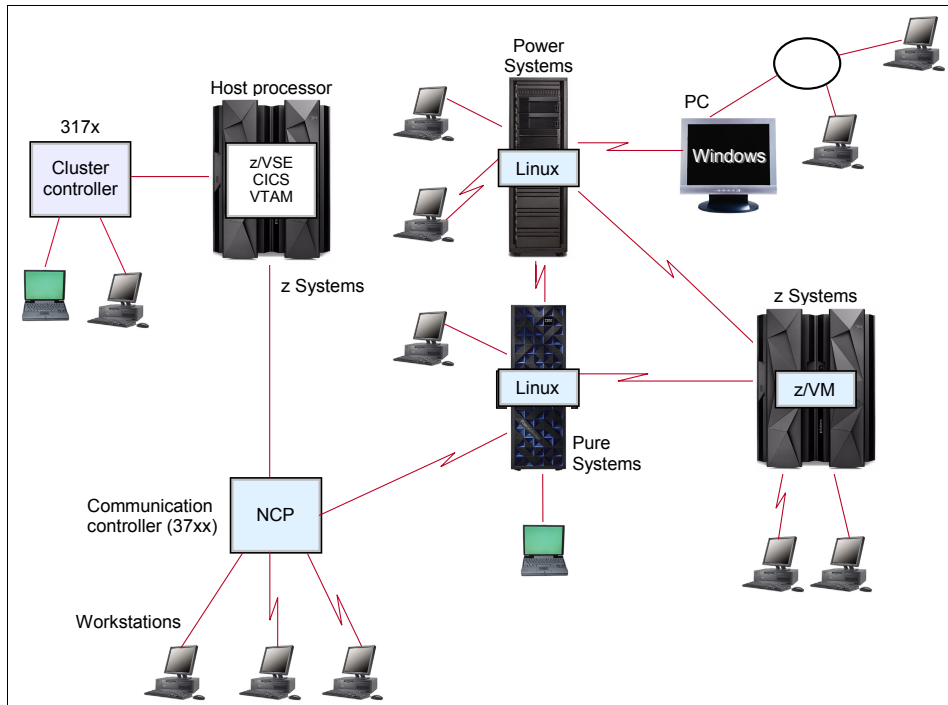 Power
Systems
Host processor
PC
317x
Cluster
controller
z/VSE
CICS
VTAM
Linux
Windows
z Systems
z Systems
Linux
z/VM
Pure
Systems
Communication
controller (37xx)
NCP
Workstations